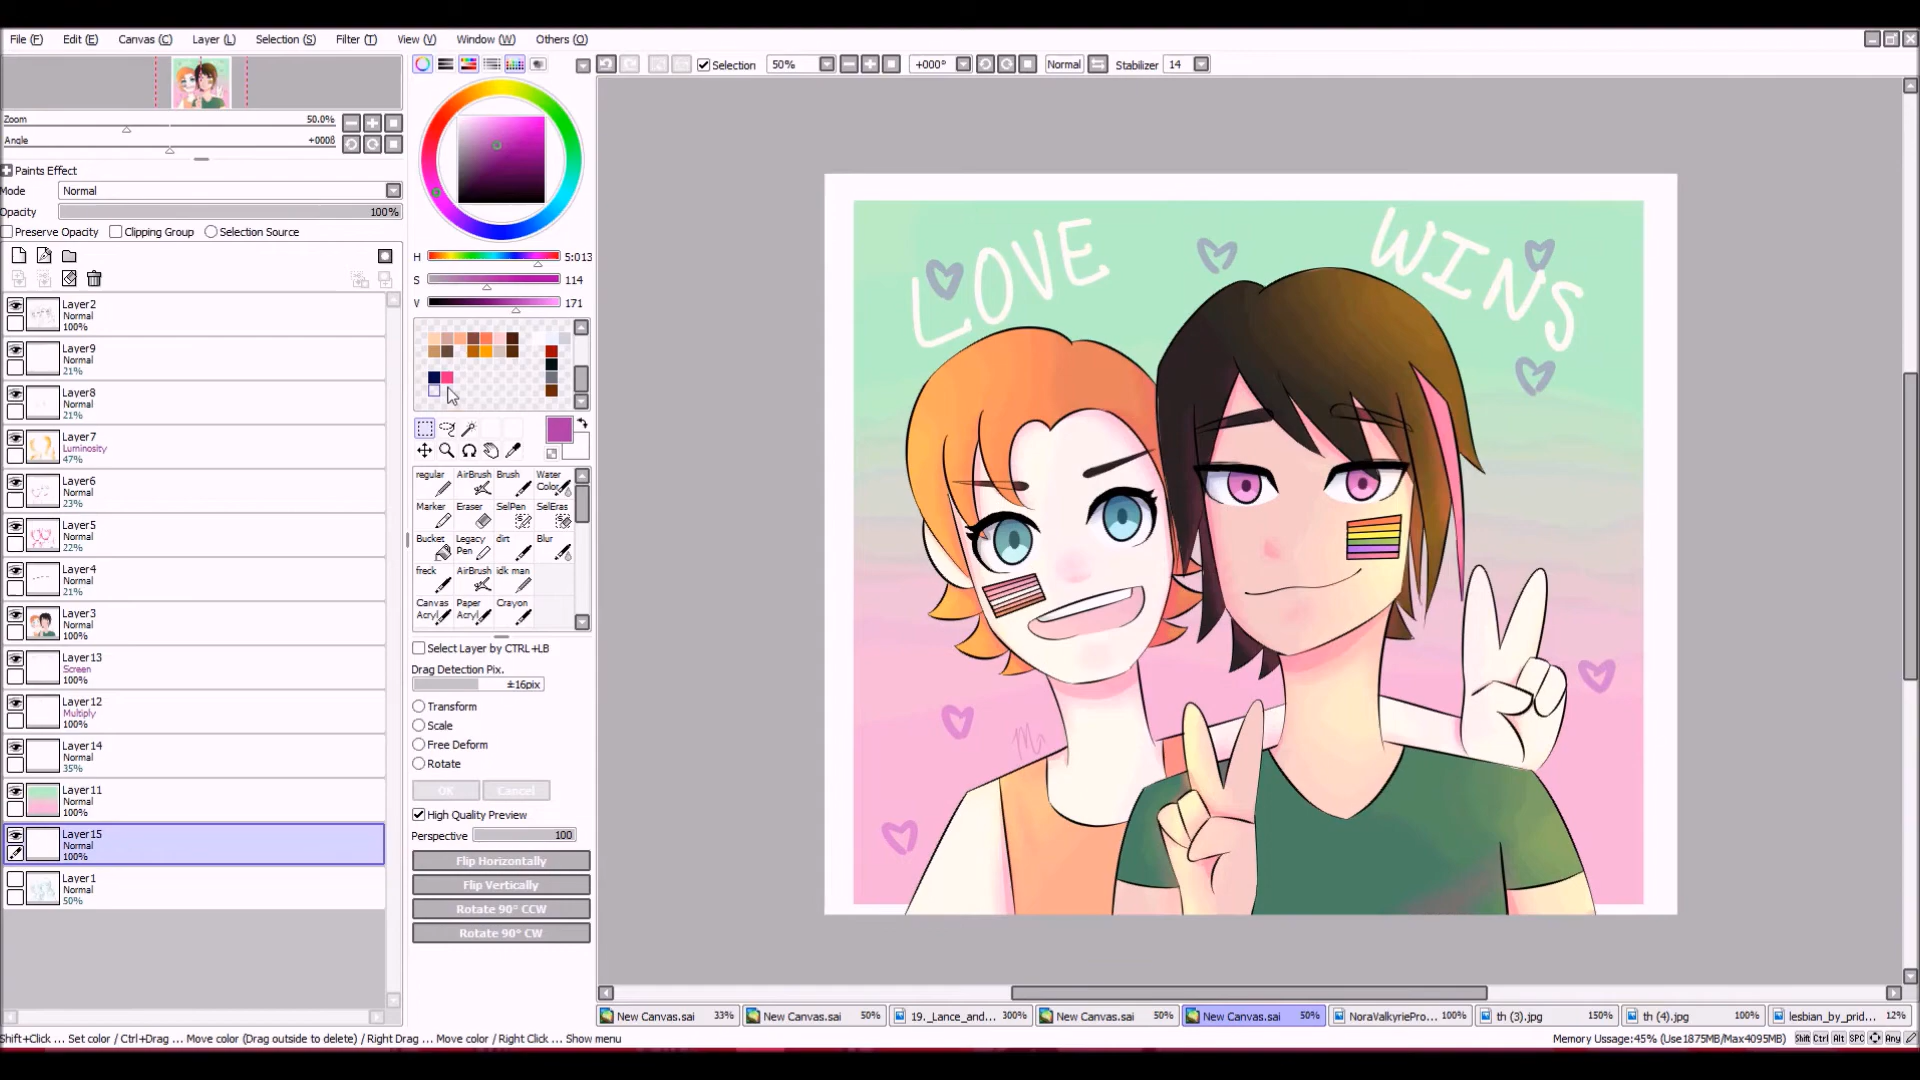 File (F) Edit (E) Canvas (C) Layer (L) Selection (S) Filter (T) View (V) Window (W) Others (O)
Selection 50% +000° Normal Stabilizer 14
Zoom 50.0%
Angle +000ß
Paints Effect
Mode Normal
Opacity 100%
Preserve Opacity Clipping Group Selection Source
Layer2
Normal
100%
Layer9
Normal
21%
Layer8
Normal
21%
Layer7
Luminosity
47%
Layer6
Normal
23%
Layer5
Normal
22%
Layer4
Normal
21%
Layer3
Normal
100%
Layer13
Screen
100%
Layer12
Multiply
100%
Layer14
Normal
35%
Layer11
Normal
100%
Layer15
Normal
100%
Layer1
Normal
50%
H 5:013
S 114
V 171
regular AirBrush Brush Water Color
Marker Eraser SelPen SelEras
Bucket Legacy Pen dirt Blur
freck AirBrush idk man
Canvas Acryl Paper Acryl Crayon
Select Layer by CTRL+LB
Drag Detection Pix.
±16pix
Transform
Scale
Free Deform
Rotate
OK Cancel
High Quality Preview
Perspective 100
Flip Horizontally
Flip Vertically
Rotate 90° CCW
Rotate 90° CW
LOVE WINS
New Canvas.sai 33% New Canvas.sai 50% 19._Lance_and... 300% New Canvas.sai 50% New Canvas.sai 50% NoraValkyriePro... 100% th (3).jpg 150% th (4).jpg 100% lesbian_by_prid... 12%
Shift+Click ... Set color / Ctrl+Drag ... Move color (Drag outside to delete) / Right Drag ... Move color / Right Click ... Show menu
Memory Ussage:45% (Use1875MB/Max4095MB) Shift Ctrl Alt SPC Any